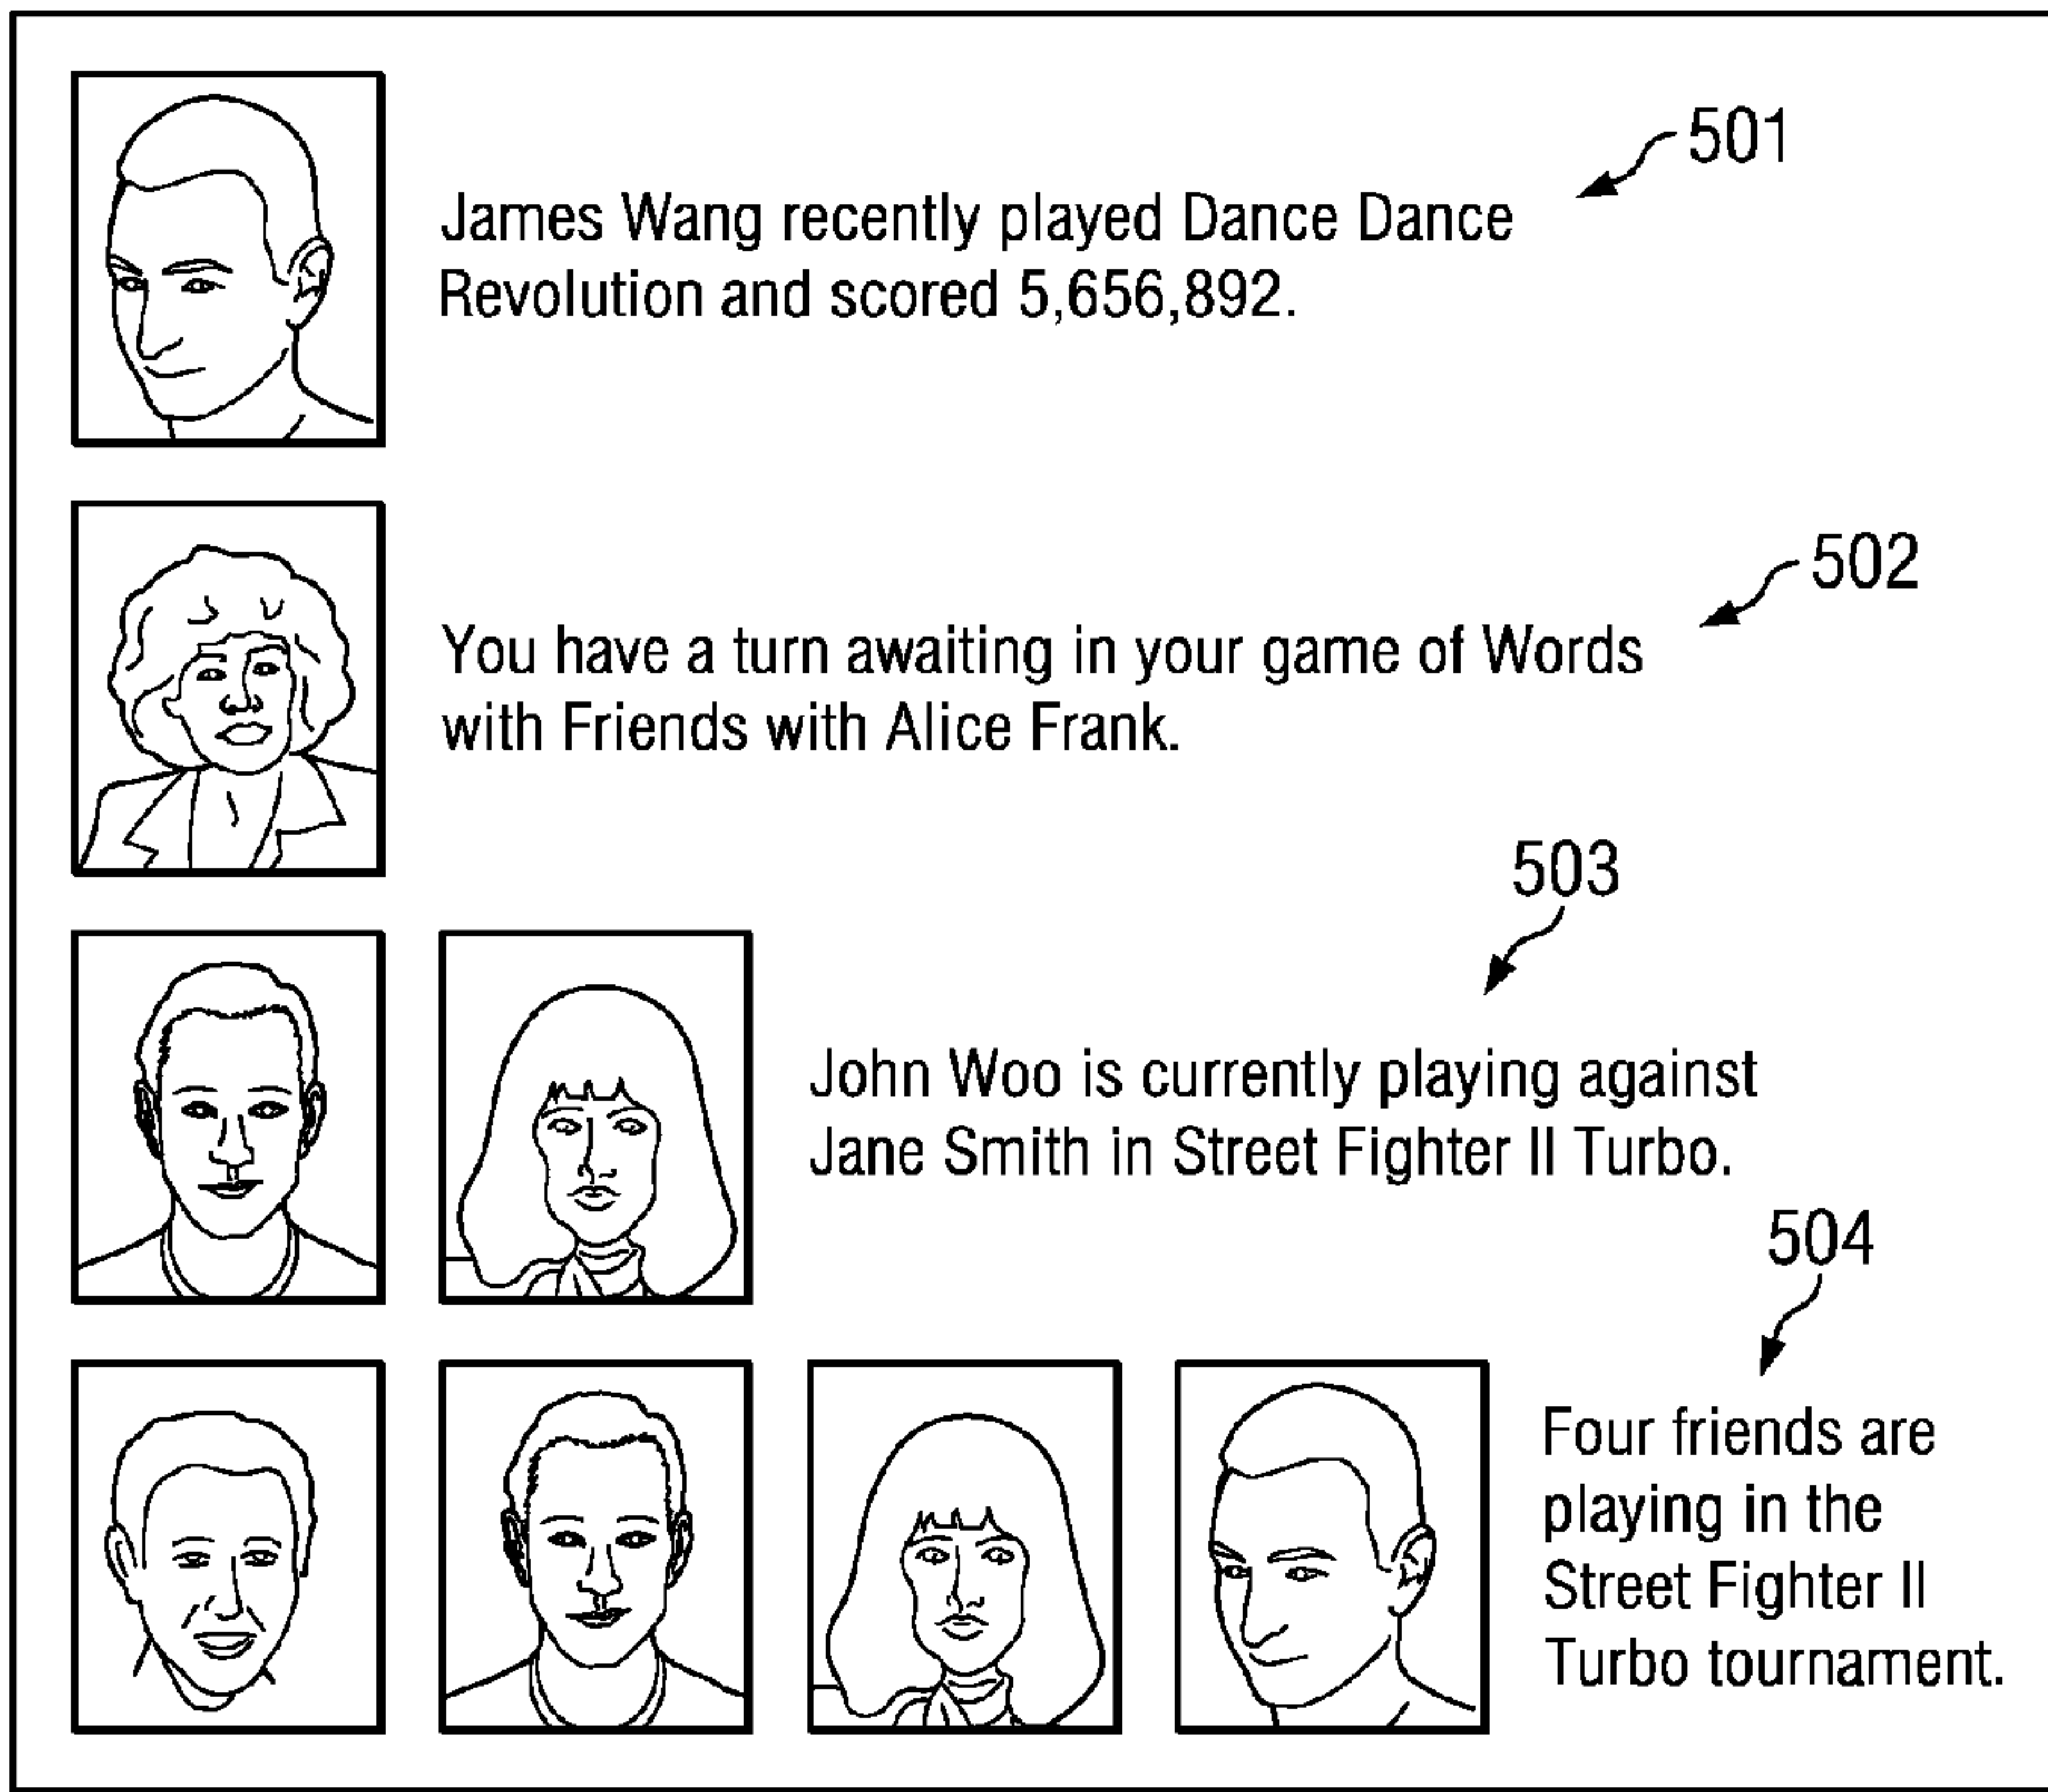 501
James Wang recently played Dance Dance
Revolution and scored 5,656,892.
502
You have a turn awaiting in your game of Words
with Friends with Alice Frank.
503
John Woo is currently playing against
Jane Smith in Street Fighter II Turbo.
504
Four friends are
playing in the
Street Fighter II
Turbo tournament.